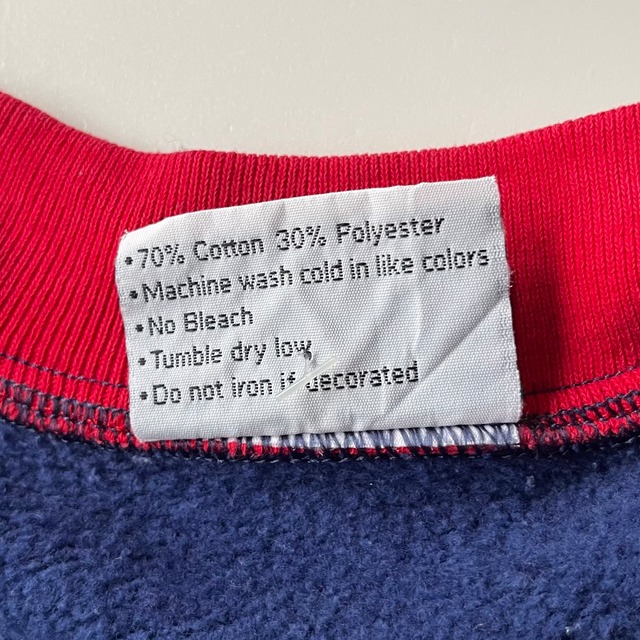 •70% Cotton 30% Polyester
•Machine wash cold in like colors
•No Bleach
•Tumble dry low
•Do not iron if decorated